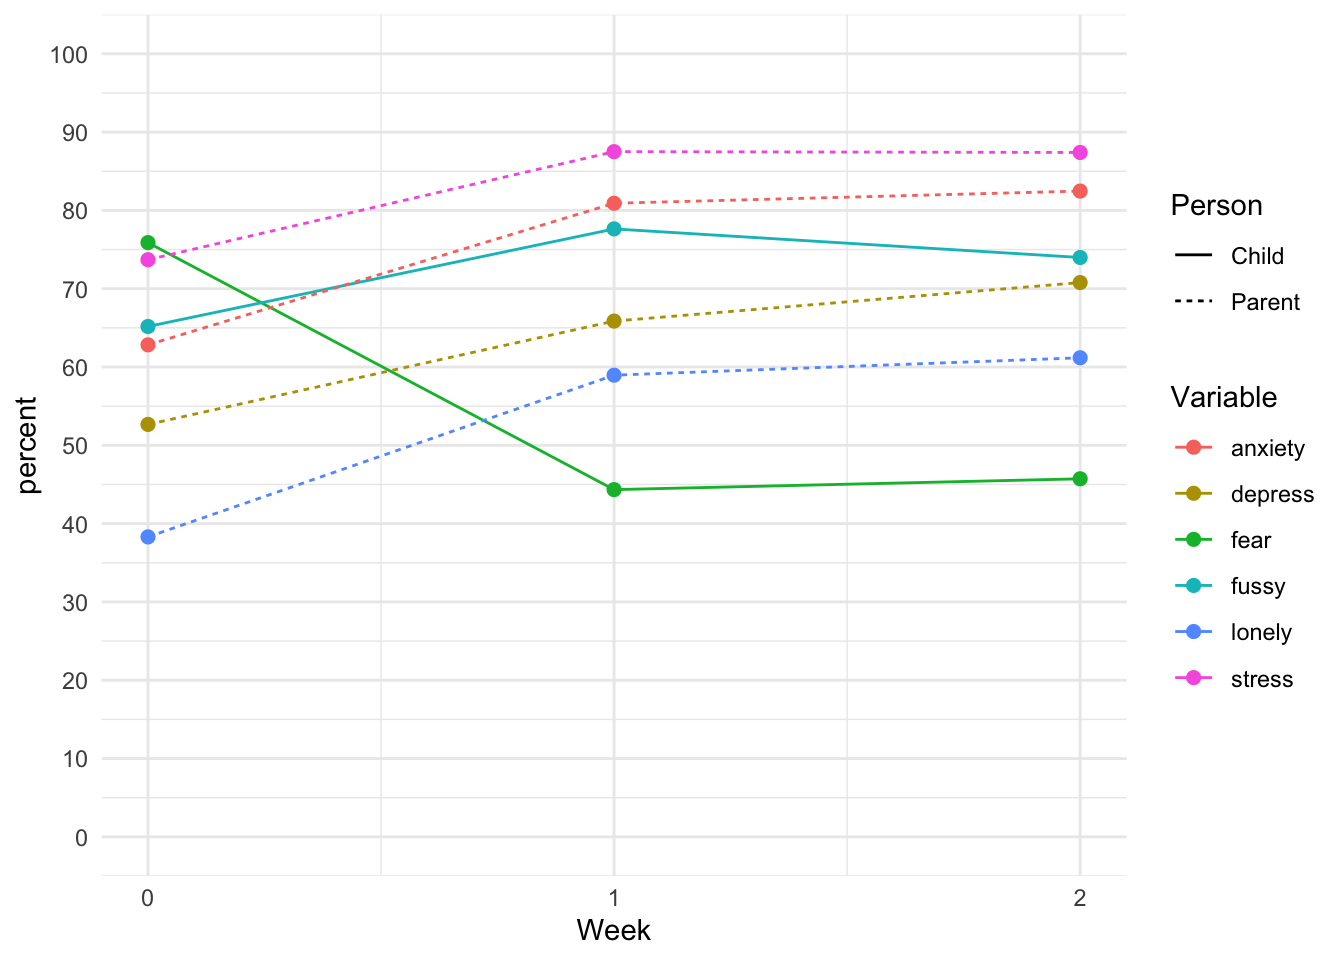 100
90
80
70
60
50
40
30
20
10
0
percent
0 1 2
Week
Person
Child
Parent
Variable
anxiety
depress
fear
fussy
lonely
stress